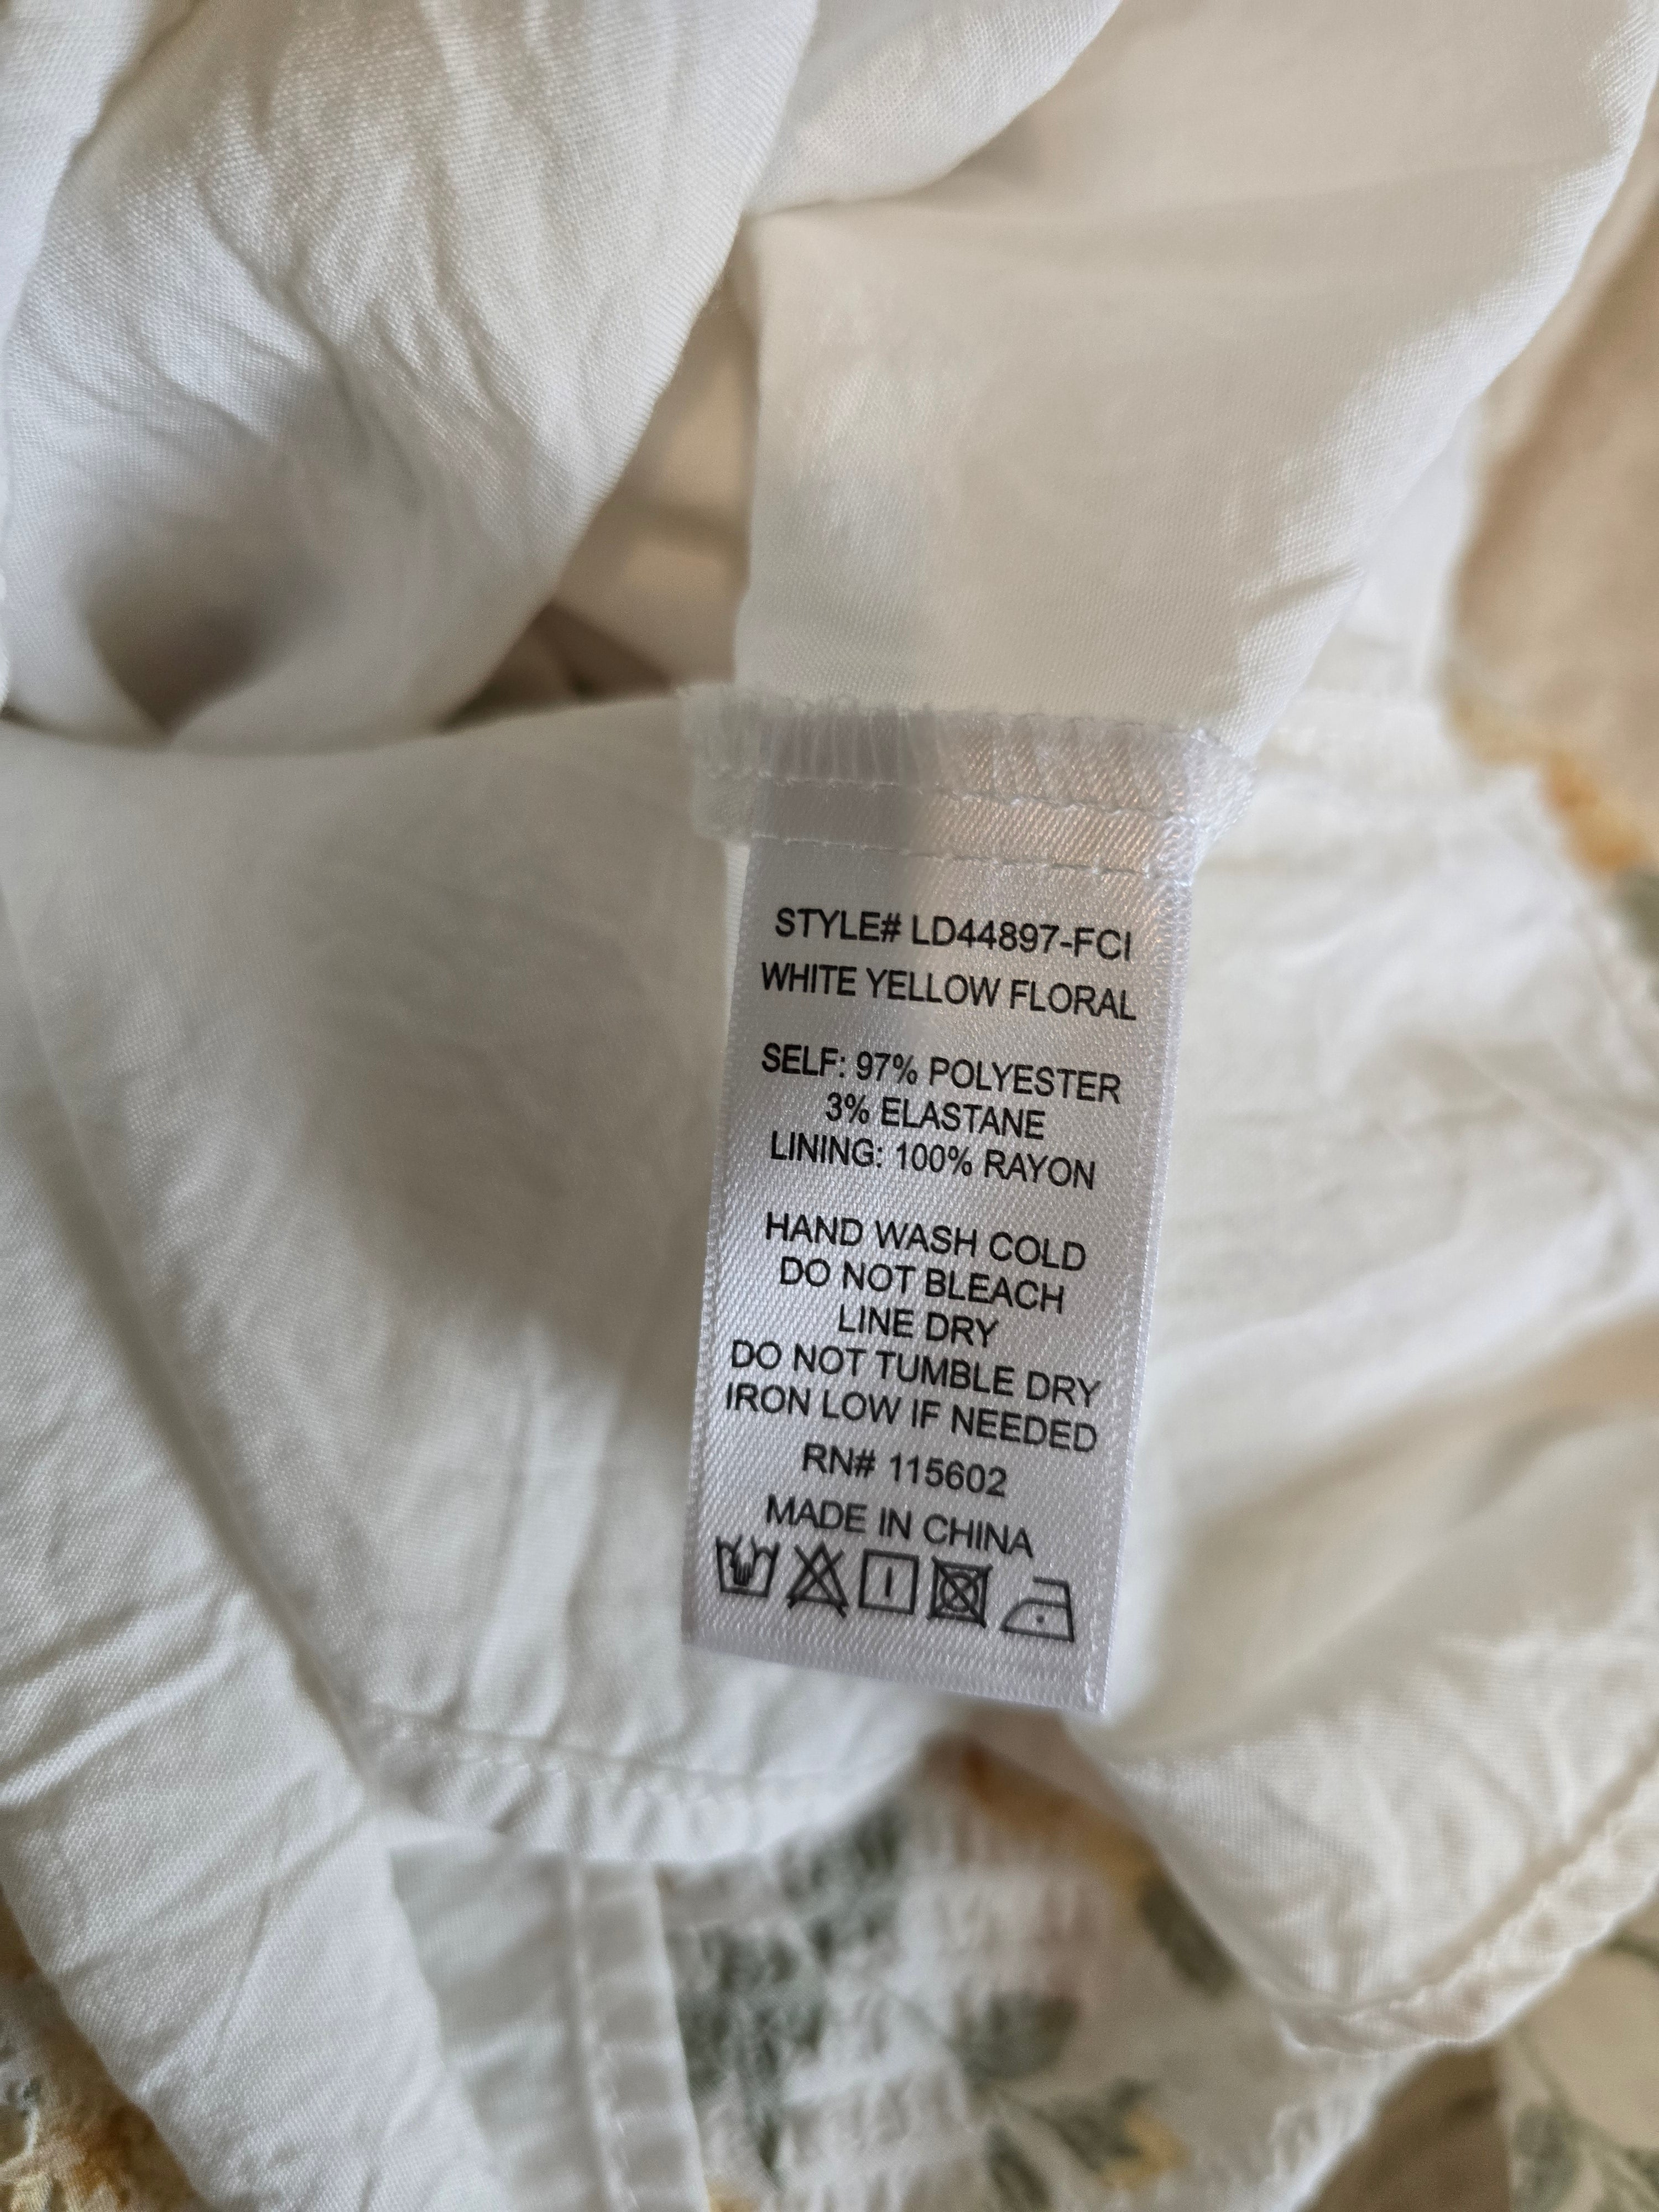 STYLE# LD44897-FCI
WHITE YELLOW FLORAL
SELF: 97% POLYESTER
3% ELASTANE
LINING: 100% RAYON
HAND WASH COLD
DO NOT BLEACH
LINE DRY
DO NOT TUMBLE DRY
IRON LOW IF NEEDED
RN# 115602
MADE IN CHINA